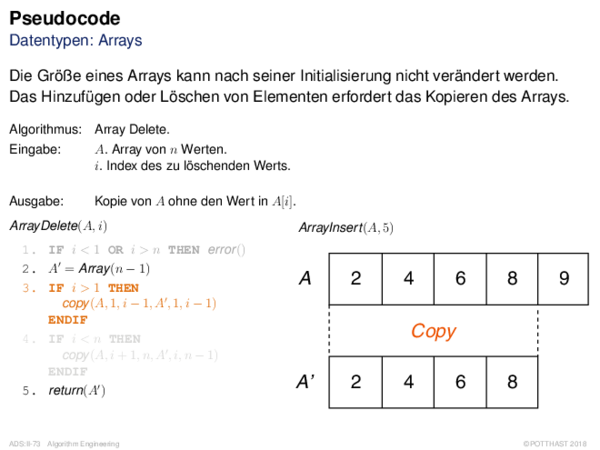 Pseudocode
Datentypen: Arrays
Die Größe eines Arrays kann nach seiner Initialisierung nicht verändert werden.
Das Hinzufügen oder Löschen von Elementen erfordert das Kopieren des Arrays.
Algorithmus: Array Delete.
Eingabe: A. Array von n Werten.
i. Index des zu löschenden Werts.
Ausgabe: Kopie von A ohne den Wert in A[i].
ArrayDelete(A, i)
1. IF i < 1 OR i > n THEN error()
2. A′ = Array(n − 1)
3. IF i > 1 THEN
copy(A, 1, i − 1, A′, 1, i − 1)
ENDIF
4. IF i < n THEN
copy(A, i + 1, n, A′, i, n − 1)
ENDIF
5. return(A′)
ArrayInsert(A, 5)
A 2 4 6 8 9
Copy
A’ 2 4 6 8
ADS:II-73 Algorithm Engineering
© POTTHAST 2018